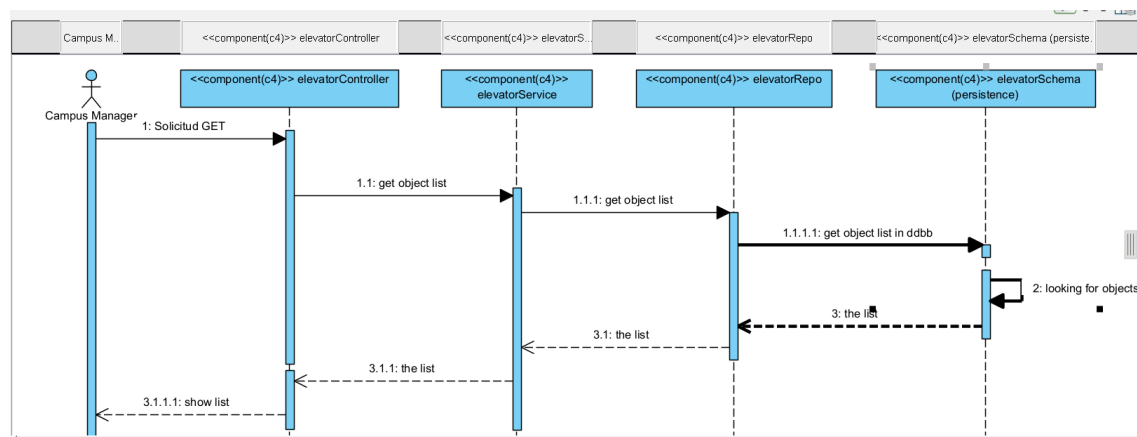 Campus M..
<<component(c4)>> elevatorController
<<component(c4)>> elevatorS...
<<component(c4)>> elevatorRepo
<<component(c4)>> elevatorSchema (persiste.
<<component(c4)>> elevatorController
<<component(c4)>>
elevatorService
<<component(c4)>> elevatorRepo
<<component(c4)>> elevatorSchema
(persistence)
Campus Manager
1: Solicitud GET
1.1: get object list
1.1.1: get object list
1.1.1.1: get object list in ddbb
2: looking for objects
3: the list
3.1: the list
3.1.1: the list
3.1.1.1: show list